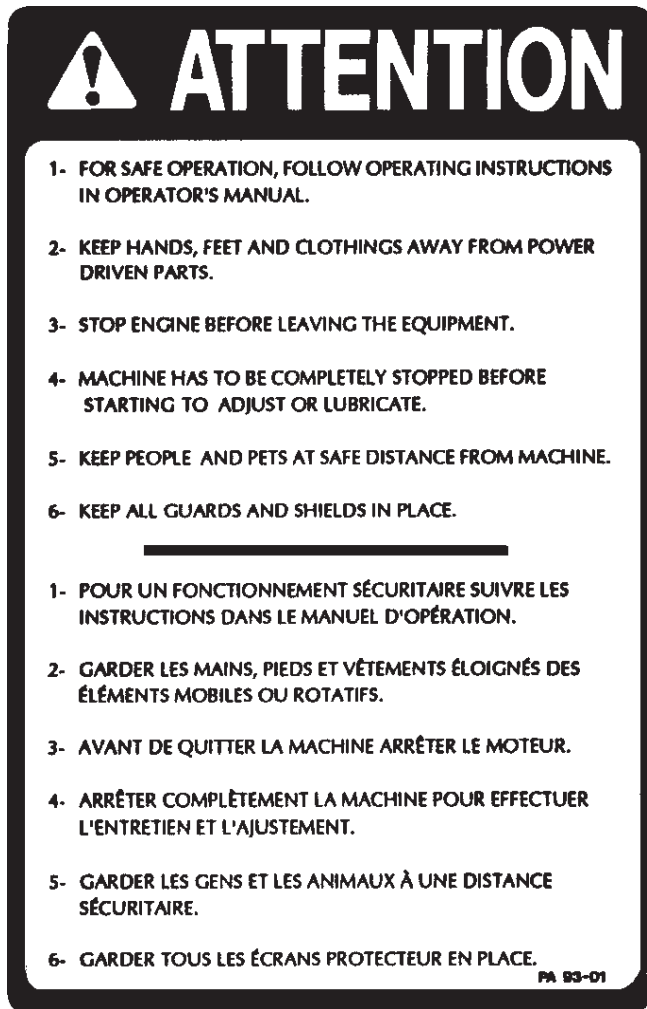 ATTENTION
1- FOR SAFE OPERATION, FOLLOW OPERATING INSTRUCTIONS
IN OPERATOR'S MANUAL.
2- KEEP HANDS, FEET AND CLOTHINGS AWAY FROM POWER
DRIVEN PARTS.
3- STOP ENGINE BEFORE LEAVING THE EQUIPMENT.
4- MACHINE HAS TO BE COMPLETELY STOPPED BEFORE
STARTING TO ADJUST OR LUBRICATE.
5- KEEP PEOPLE AND PETS AT SAFE DISTANCE FROM MACHINE.
6- KEEP ALL GUARDS AND SHIELDS IN PLACE.
1- POUR UN FONCTIONNEMENT SÉCURITAIRE SUIVRE LES
INSTRUCTIONS DANS LE MANUEL D'OPÉRATION.
2- GARDER LES MAINS, PIEDS ET VÊTEMENTS ÉLOIGNÉS DES
ÉLÉMENTS MOBILES OU ROTATIFS.
3- AVANT DE QUITTER LA MACHINE ARRÊTER LE MOTEUR.
4- ARRÊTER COMPLÈTEMENT LA MACHINE POUR EFFECTUER
L'ENTRETIEN ET L'AJUSTEMENT.
5- GARDER LES GENS ET LES ANIMAUX À UNE DISTANCE
SÉCURITAIRE.
6- GARDER TOUS LES ÉCRANS PROTECTEUR EN PLACE.
PA 93-01